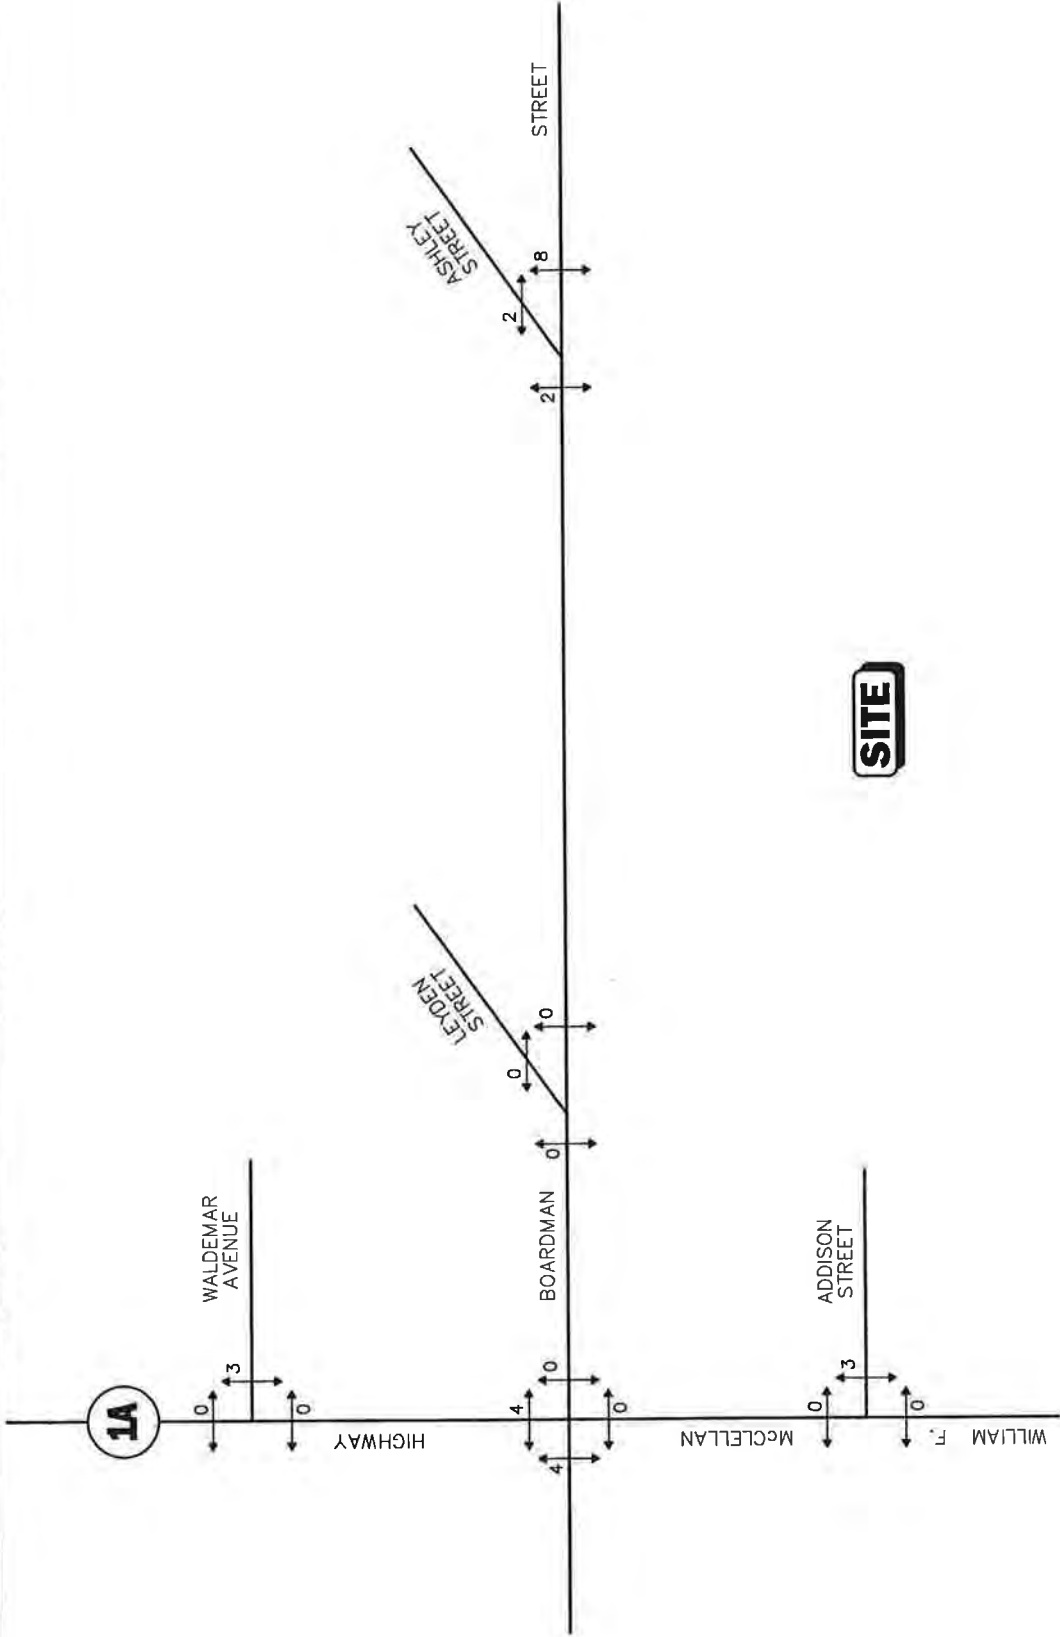 1A
WALDEMAR
AVENUE
0
3
0
HIGHWAY
BOARDMAN
4
0
0
4
McCLELLAN
ADDISON
STREET
0
3
0
WILLIAM F.
LEYDEN
STREET
0
0
0
SITE
ASHLEY
STREET
2
8
2
STREET